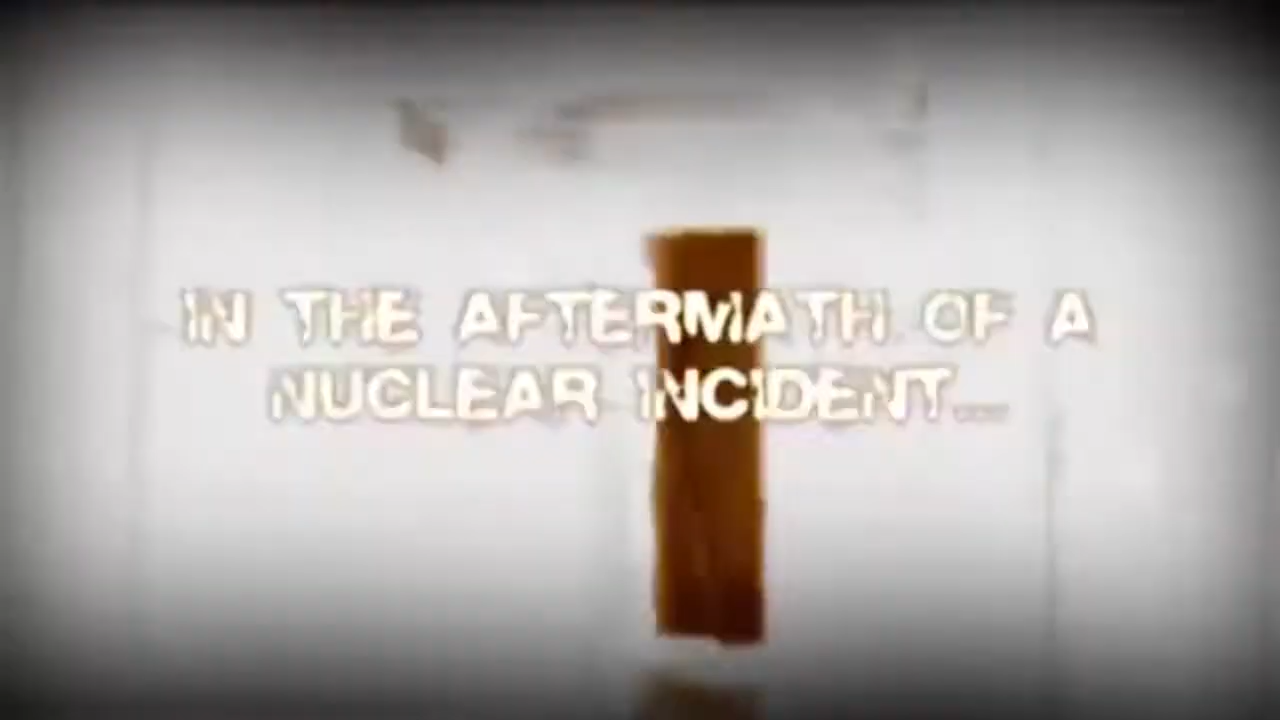 IN THE AFTERMATH OF A
NUCLEAR INCIDENT...